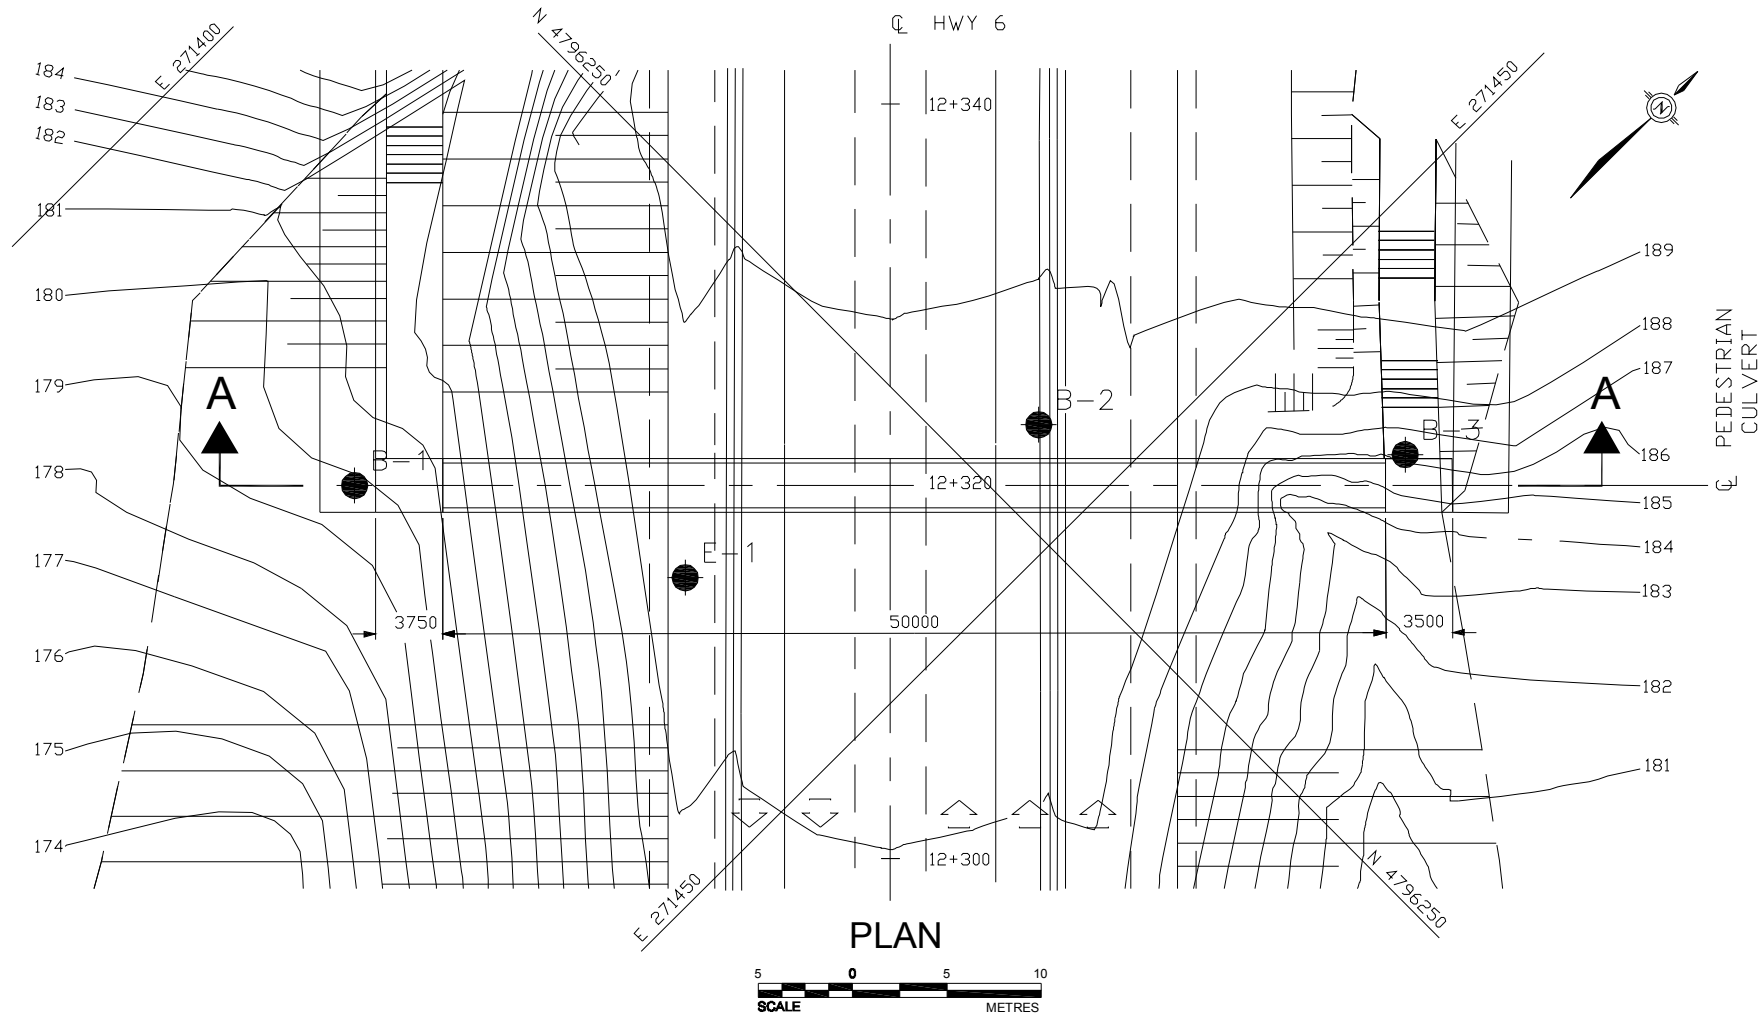 ℄ HWY 6
E 271400
N 4796250
E 271450
N
12+340
184
183
182
181
180
179
178
177
176
175
174
189
188
187
186
185
184
183
182
181
PEDESTRIAN
CULVERT
℄
A
A
B-1
B-2
B-3
E-1
12+320
3750
50000
3500
12+300
E 271450
N 4796250
PLAN
5 0 5 10
SCALE METRES